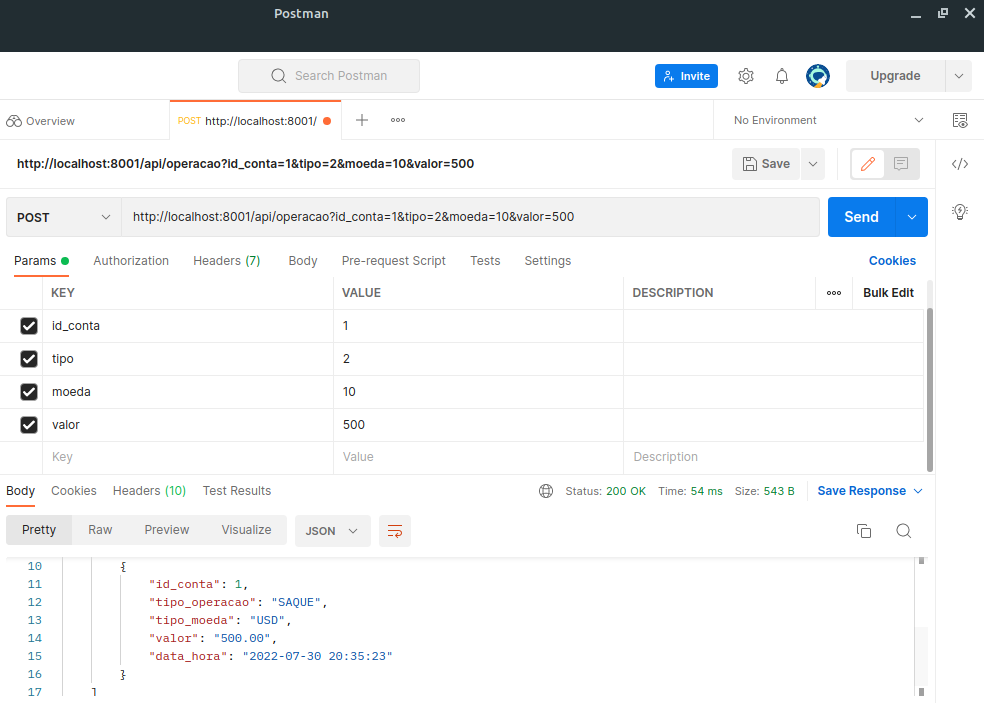 Postman
Search Postman
Invite
Upgrade
Overview
POST http://localhost:8001/
No Environment
http://localhost:8001/api/operacao?id_conta=1&tipo=2&moeda=10&valor=500
Save
POST
http://localhost:8001/api/operacao?id_conta=1&tipo=2&moeda=10&valor=500
Send
Params Authorization Headers (7) Body Pre-request Script Tests Settings Cookies
KEY VALUE DESCRIPTION Bulk Edit
id_conta 1
tipo 2
moeda 10
valor 500
Key Value Description
Body Cookies Headers (10) Test Results Status: 200 OK Time: 54 ms Size: 543 B Save Response
Pretty Raw Preview Visualize JSON
10 {
11 "id_conta": 1,
12 "tipo_operacao": "SAQUE",
13 "tipo_moeda": "USD",
14 "valor": "500.00",
15 "data_hora": "2022-07-30 20:35:23"
16 }
17 ]